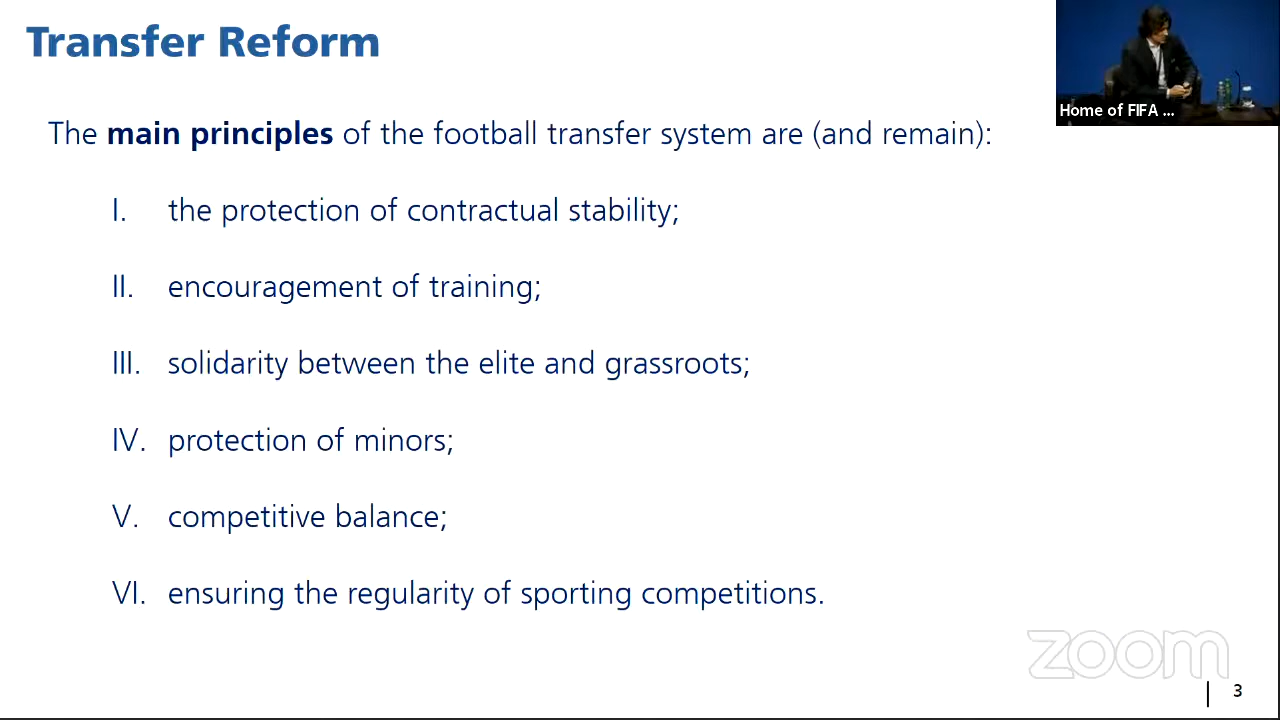 Transfer Reform
Home of FIFA ...
The main principles of the football transfer system are (and remain):
I. the protection of contractual stability;
II. encouragement of training;
III. solidarity between the elite and grassroots;
IV. protection of minors;
V. competitive balance;
VI. ensuring the regularity of sporting competitions.
zoom
3